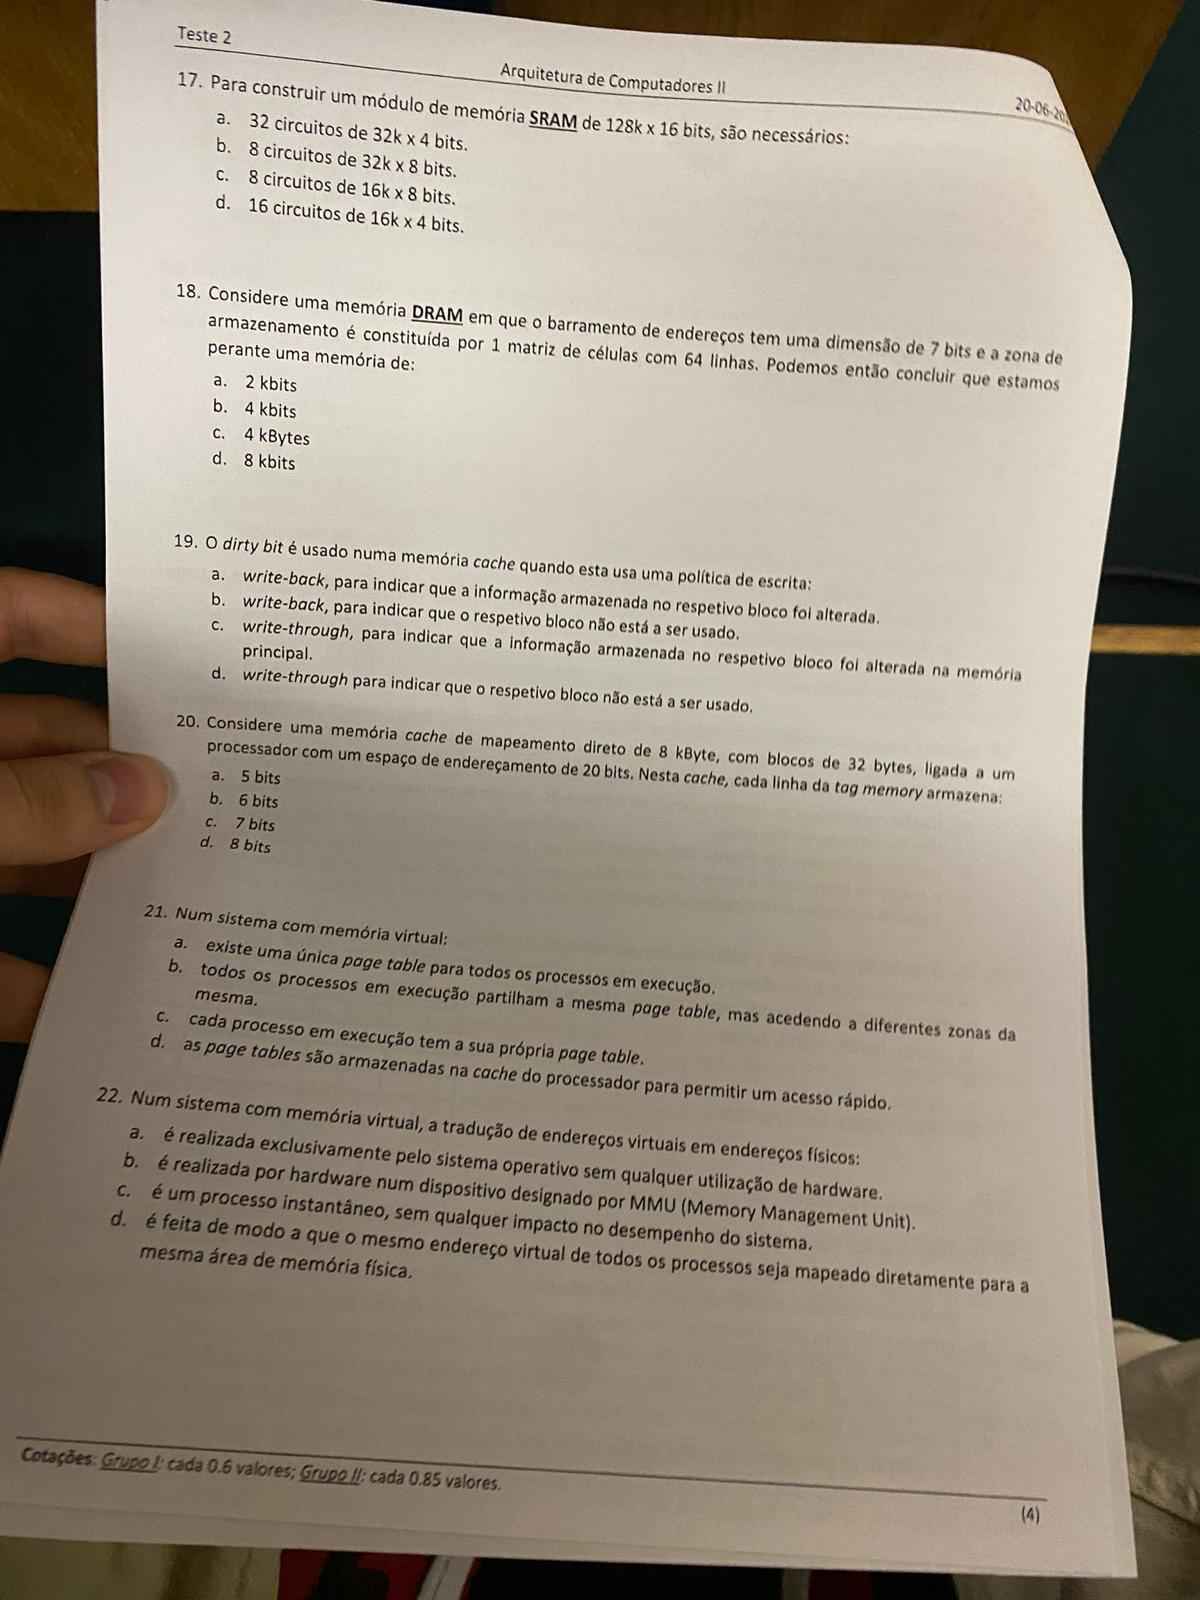 Teste 2
Arquitetura de Computadores II
20-06-20
17. Para construir um módulo de memória SRAM de 128k x 16 bits, são necessários:
a. 32 circuitos de 32k x 4 bits.
b. 8 circuitos de 32k x 8 bits.
c. 8 circuitos de 16k x 8 bits.
d. 16 circuitos de 16k x 4 bits.
18. Considere uma memória DRAM em que o barramento de endereços tem uma dimensão de 7 bits e a zona de
armazenamento é constituída por 1 matriz de células com 64 linhas. Podemos então concluir que estamos
perante uma memória de:
a. 2 kbits
b. 4 kbits
c. 4 kBytes
d. 8 kbits
19. O dirty bit é usado numa memória cache quando esta usa uma política de escrita:
a. write-back, para indicar que a informação armazenada no respetivo bloco foi alterada.
b. write-back, para indicar que o respetivo bloco não está a ser usado.
c. write-through, para indicar que a informação armazenada no respetivo bloco foi alterada na memória
principal.
d. write-through para indicar que o respetivo bloco não está a ser usado.
20. Considere uma memória cache de mapeamento direto de 8 kByte, com blocos de 32 bytes, ligada a um
processador com um espaço de endereçamento de 20 bits. Nesta cache, cada linha da tag memory armazena:
a. 5 bits
b. 6 bits
c. 7 bits
d. 8 bits
21. Num sistema com memória virtual:
a. existe uma única page table para todos os processos em execução.
b. todos os processos em execução partilham a mesma page table, mas acedendo a diferentes zonas da
mesma.
c. cada processo em execução tem a sua própria page table.
d. as page tables são armazenadas na cache do processador para permitir um acesso rápido.
22. Num sistema com memória virtual, a tradução de endereços virtuais em endereços físicos:
a. é realizada exclusivamente pelo sistema operativo sem qualquer utilização de hardware.
b. é realizada por hardware num dispositivo designado por MMU (Memory Management Unit).
c. é um processo instantâneo, sem qualquer impacto no desempenho do sistema.
d. é feita de modo a que o mesmo endereço virtual de todos os processos seja mapeado diretamente para a
mesma área de memória física.
Cotações: Grupo I: cada 0.6 valores; Grupo II: cada 0.85 valores.
(4)